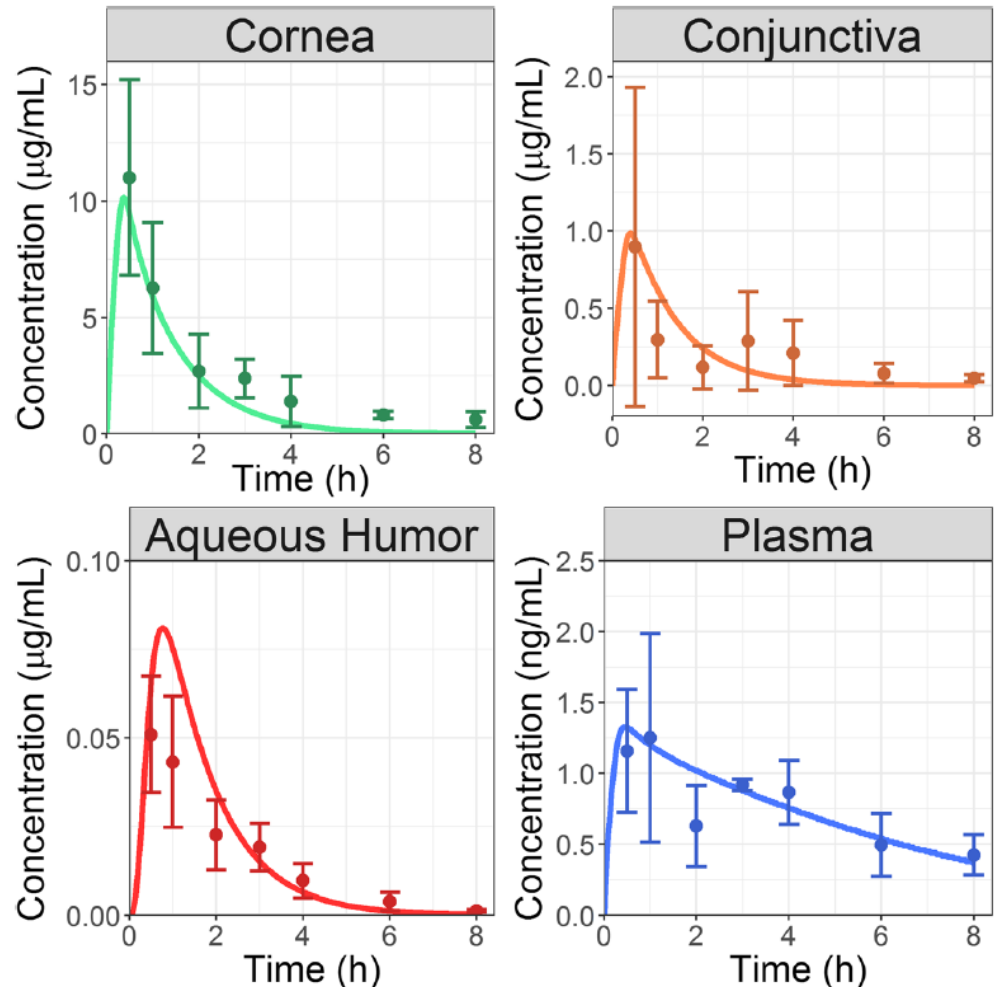 Cornea
Concentration (μg/mL)
15
10
5
0
0 2 4 6 8
Time (h)
Conjunctiva
Concentration (μg/mL)
2.0
1.5
1.0
0.5
0.0
0 2 4 6 8
Time (h)
Aqueous Humor
Concentration (μg/mL)
0.10
0.05
0.00
0 2 4 6 8
Time (h)
Plasma
Concentration (ng/mL)
2.5
2.0
1.5
1.0
0.5
0.0
0 2 4 6 8
Time (h)